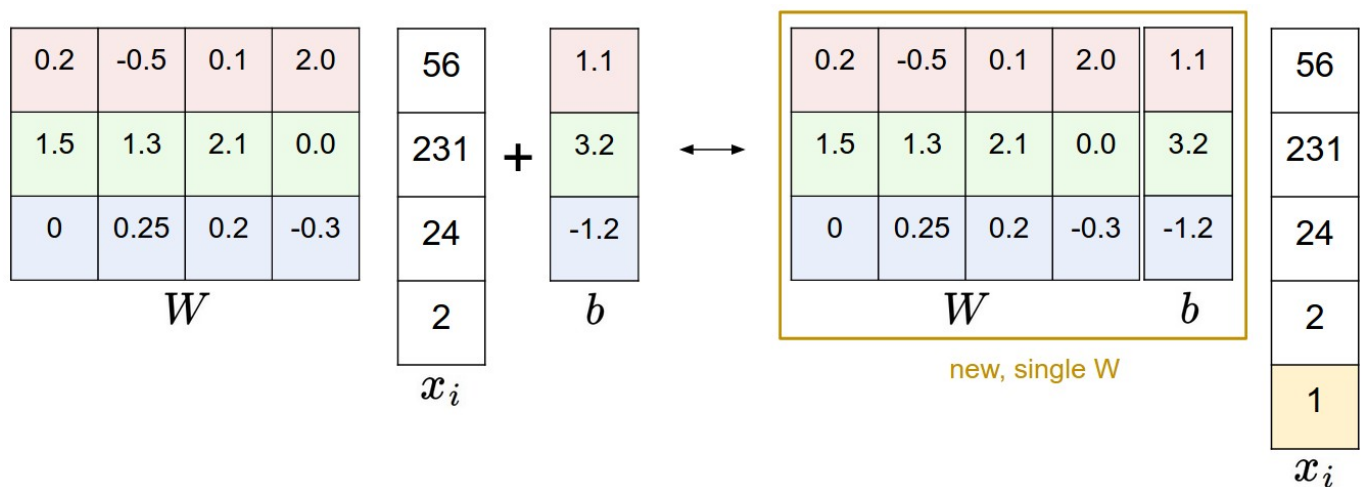 0.2 -0.5 0.1 2.0 56 1.1 0.2 -0.5 0.1 2.0 1.1 56
1.5 1.3 2.1 0.0 231 + 3.2 ↔ 1.5 1.3 2.1 0.0 3.2 231
0 0.25 0.2 -0.3 24 -1.2 0 0.25 0.2 -0.3 -1.2 24
W 2 b W b 2
new, single W
x_i 1
x_i